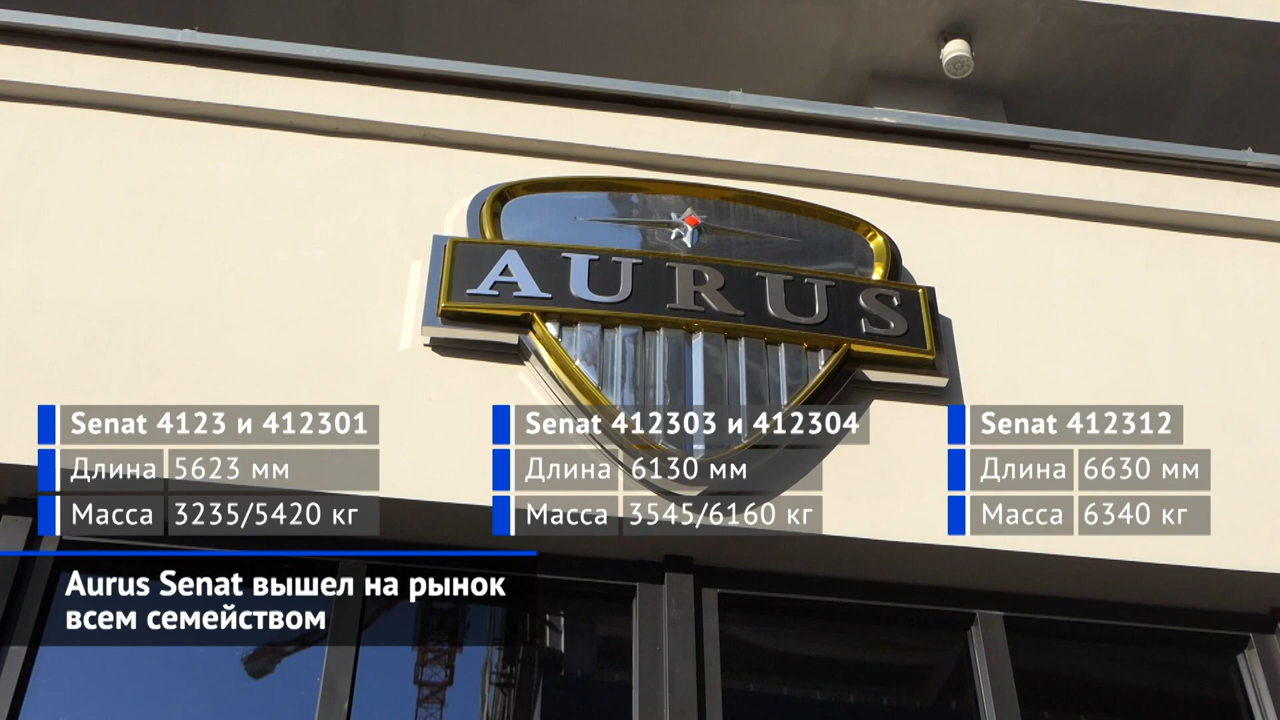 AURUS
Senat 4123 и 412301
Длина 5623 мм
Масса 3235/5420 кг
Senat 412303 и 412304
Длина 6130 мм
Масса 3545/6160 кг
Senat 412312
Длина 6630 мм
Масса 6340 кг
Aurus Senat вышел на рынок
всем семейством